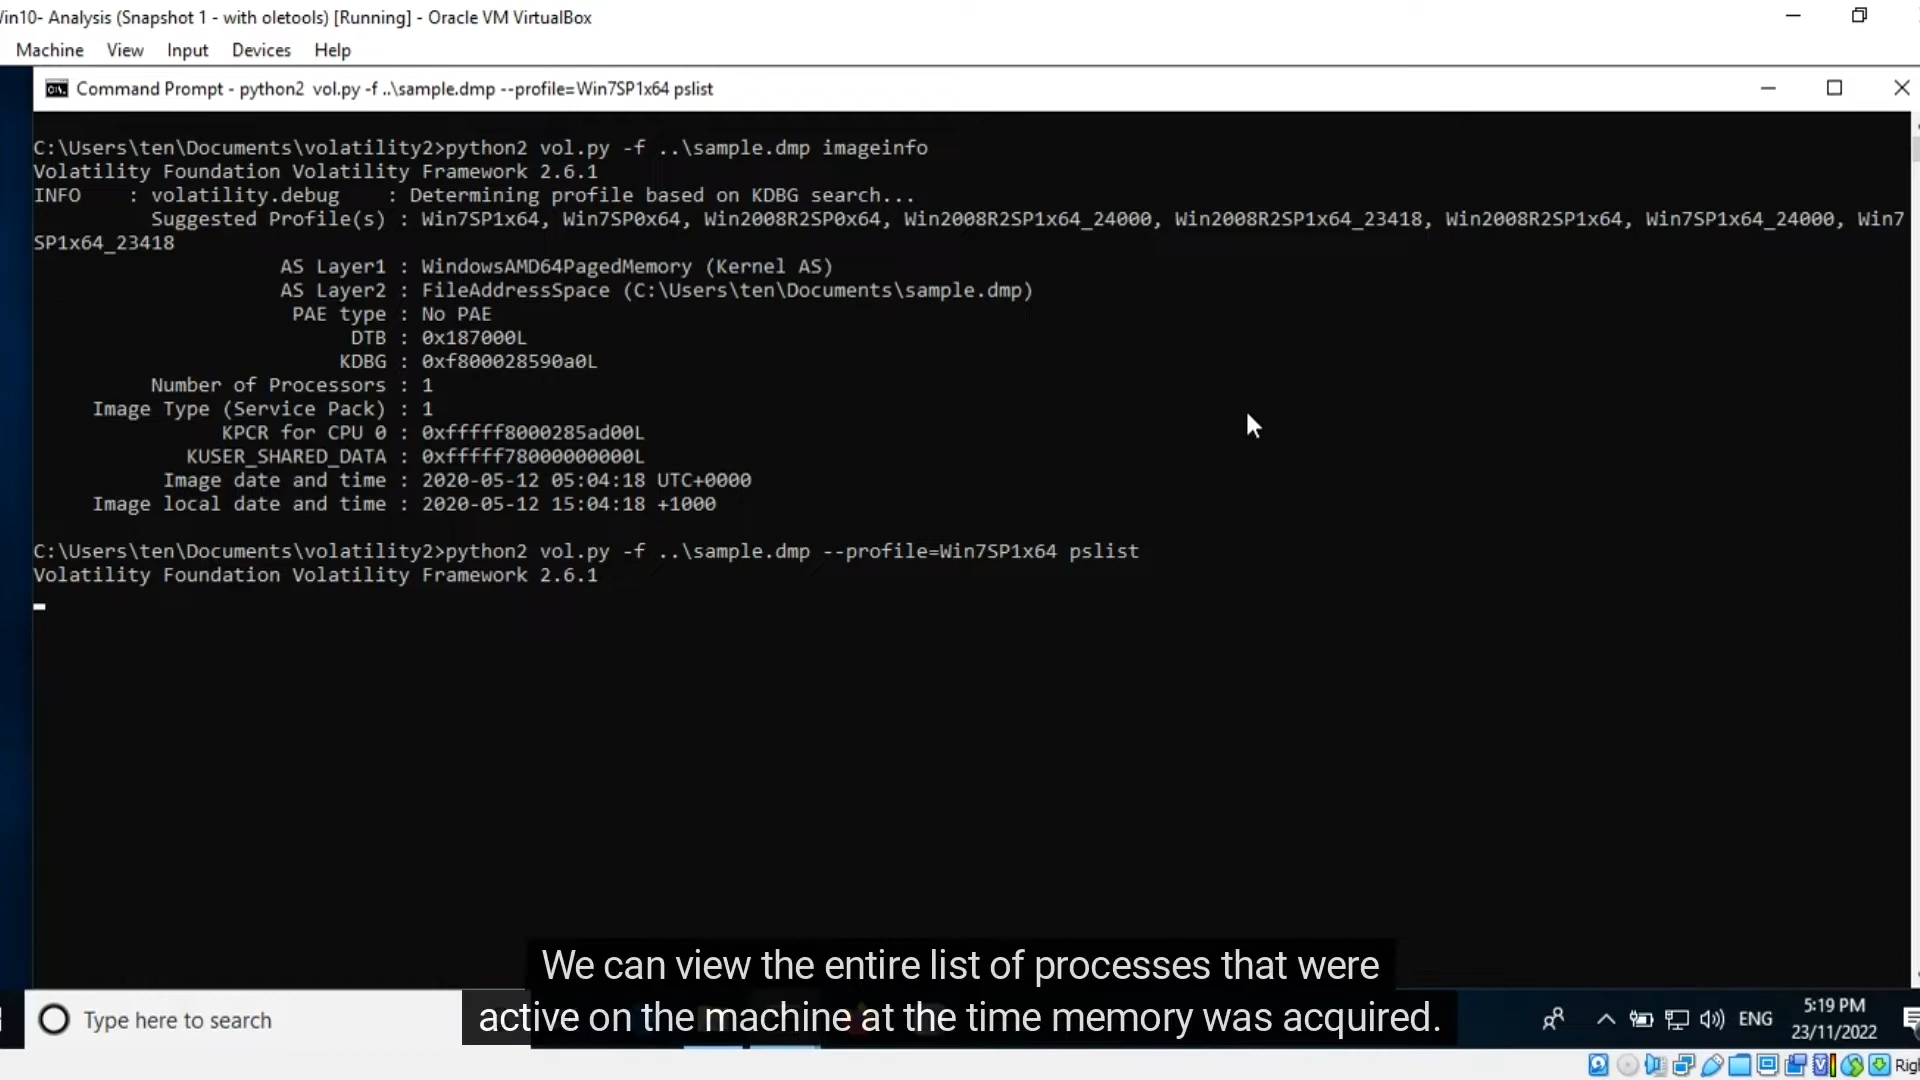 Win10- Analysis (Snapshot 1 - with oletools) [Running] - Oracle VM VirtualBox
Machine View Input Devices Help
Command Prompt - python2 vol.py -f ..\sample.dmp --profile=Win7SP1x64 pslist
C:\Users\ten\Documents\volatility2>python2 vol.py -f ..\sample.dmp imageinfo
Volatility Foundation Volatility Framework 2.6.1
INFO    : volatility.debug    : Determining profile based on KDBG search...
Suggested Profile(s) : Win7SP1x64, Win7SP0x64, Win2008R2SP0x64, Win2008R2SP1x64_24000, Win2008R2SP1x64_23418, Win2008R2SP1x64, Win7SP1x64_24000, Win7
SP1x64_23418
AS Layer1 : WindowsAMD64PagedMemory (Kernel AS)
AS Layer2 : FileAddressSpace (C:\Users\ten\Documents\sample.dmp)
PAE type : No PAE
DTB : 0x187000L
KDBG : 0xf800028590a0L
Number of Processors : 1
Image Type (Service Pack) : 1
KPCR for CPU 0 : 0xfffff8000285ad00L
KUSER_SHARED_DATA : 0xfffff78000000000L
Image date and time : 2020-05-12 05:04:18 UTC+0000
Image local date and time : 2020-05-12 15:04:18 +1000
C:\Users\ten\Documents\volatility2>python2 vol.py -f ..\sample.dmp --profile=Win7SP1x64 pslist
Volatility Foundation Volatility Framework 2.6.1
We can view the entire list of processes that were
active on the machine at the time memory was acquired.
Type here to search
ENG
5:19 PM
23/11/2022